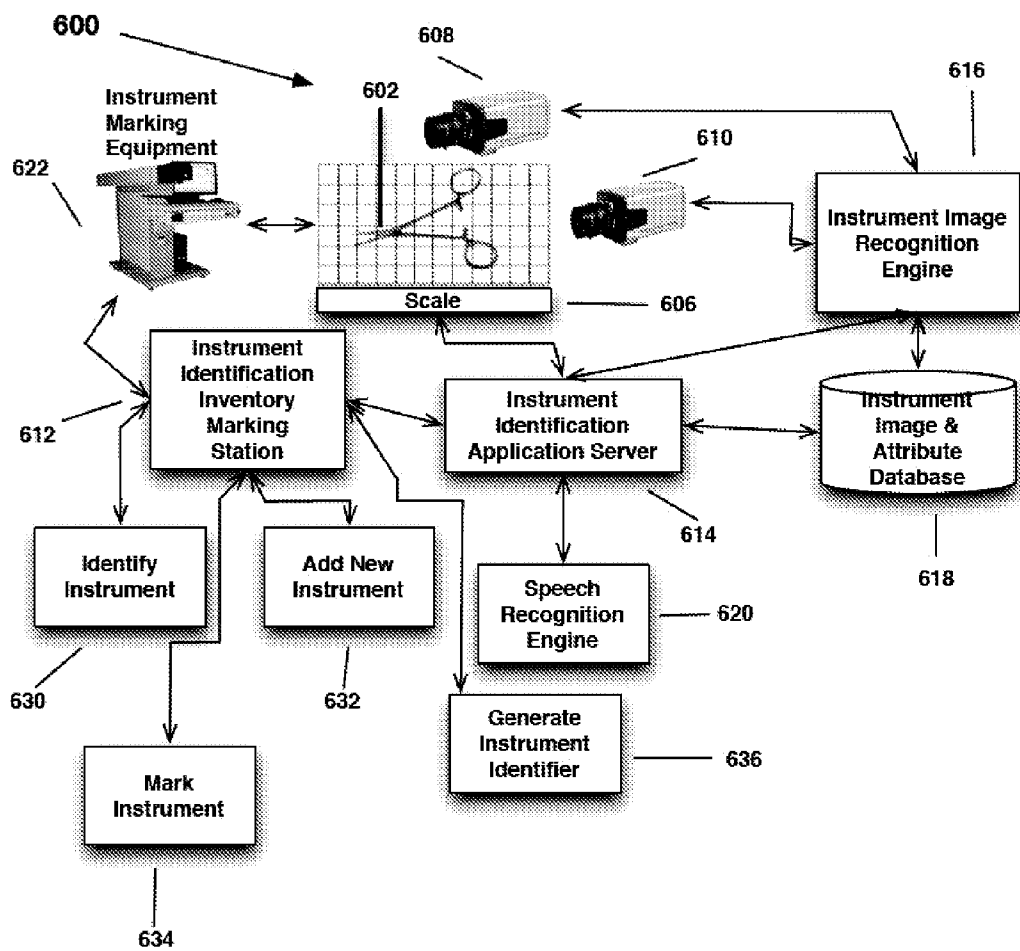 600
608
602
616
Instrument
Marking
Equipment
610
622
Instrument Image
Recognition
Engine
Scale
606
Instrument
Identification
Inventory
Marking
Station
612
Instrument
Identification
Application Server
Instrument
Image &
Attribute
Database
614
618
Identify
Instrument
Add New
Instrument
Speech
Recognition
Engine
620
630
632
Generate
Instrument
Identifier
636
Mark
Instrument
634